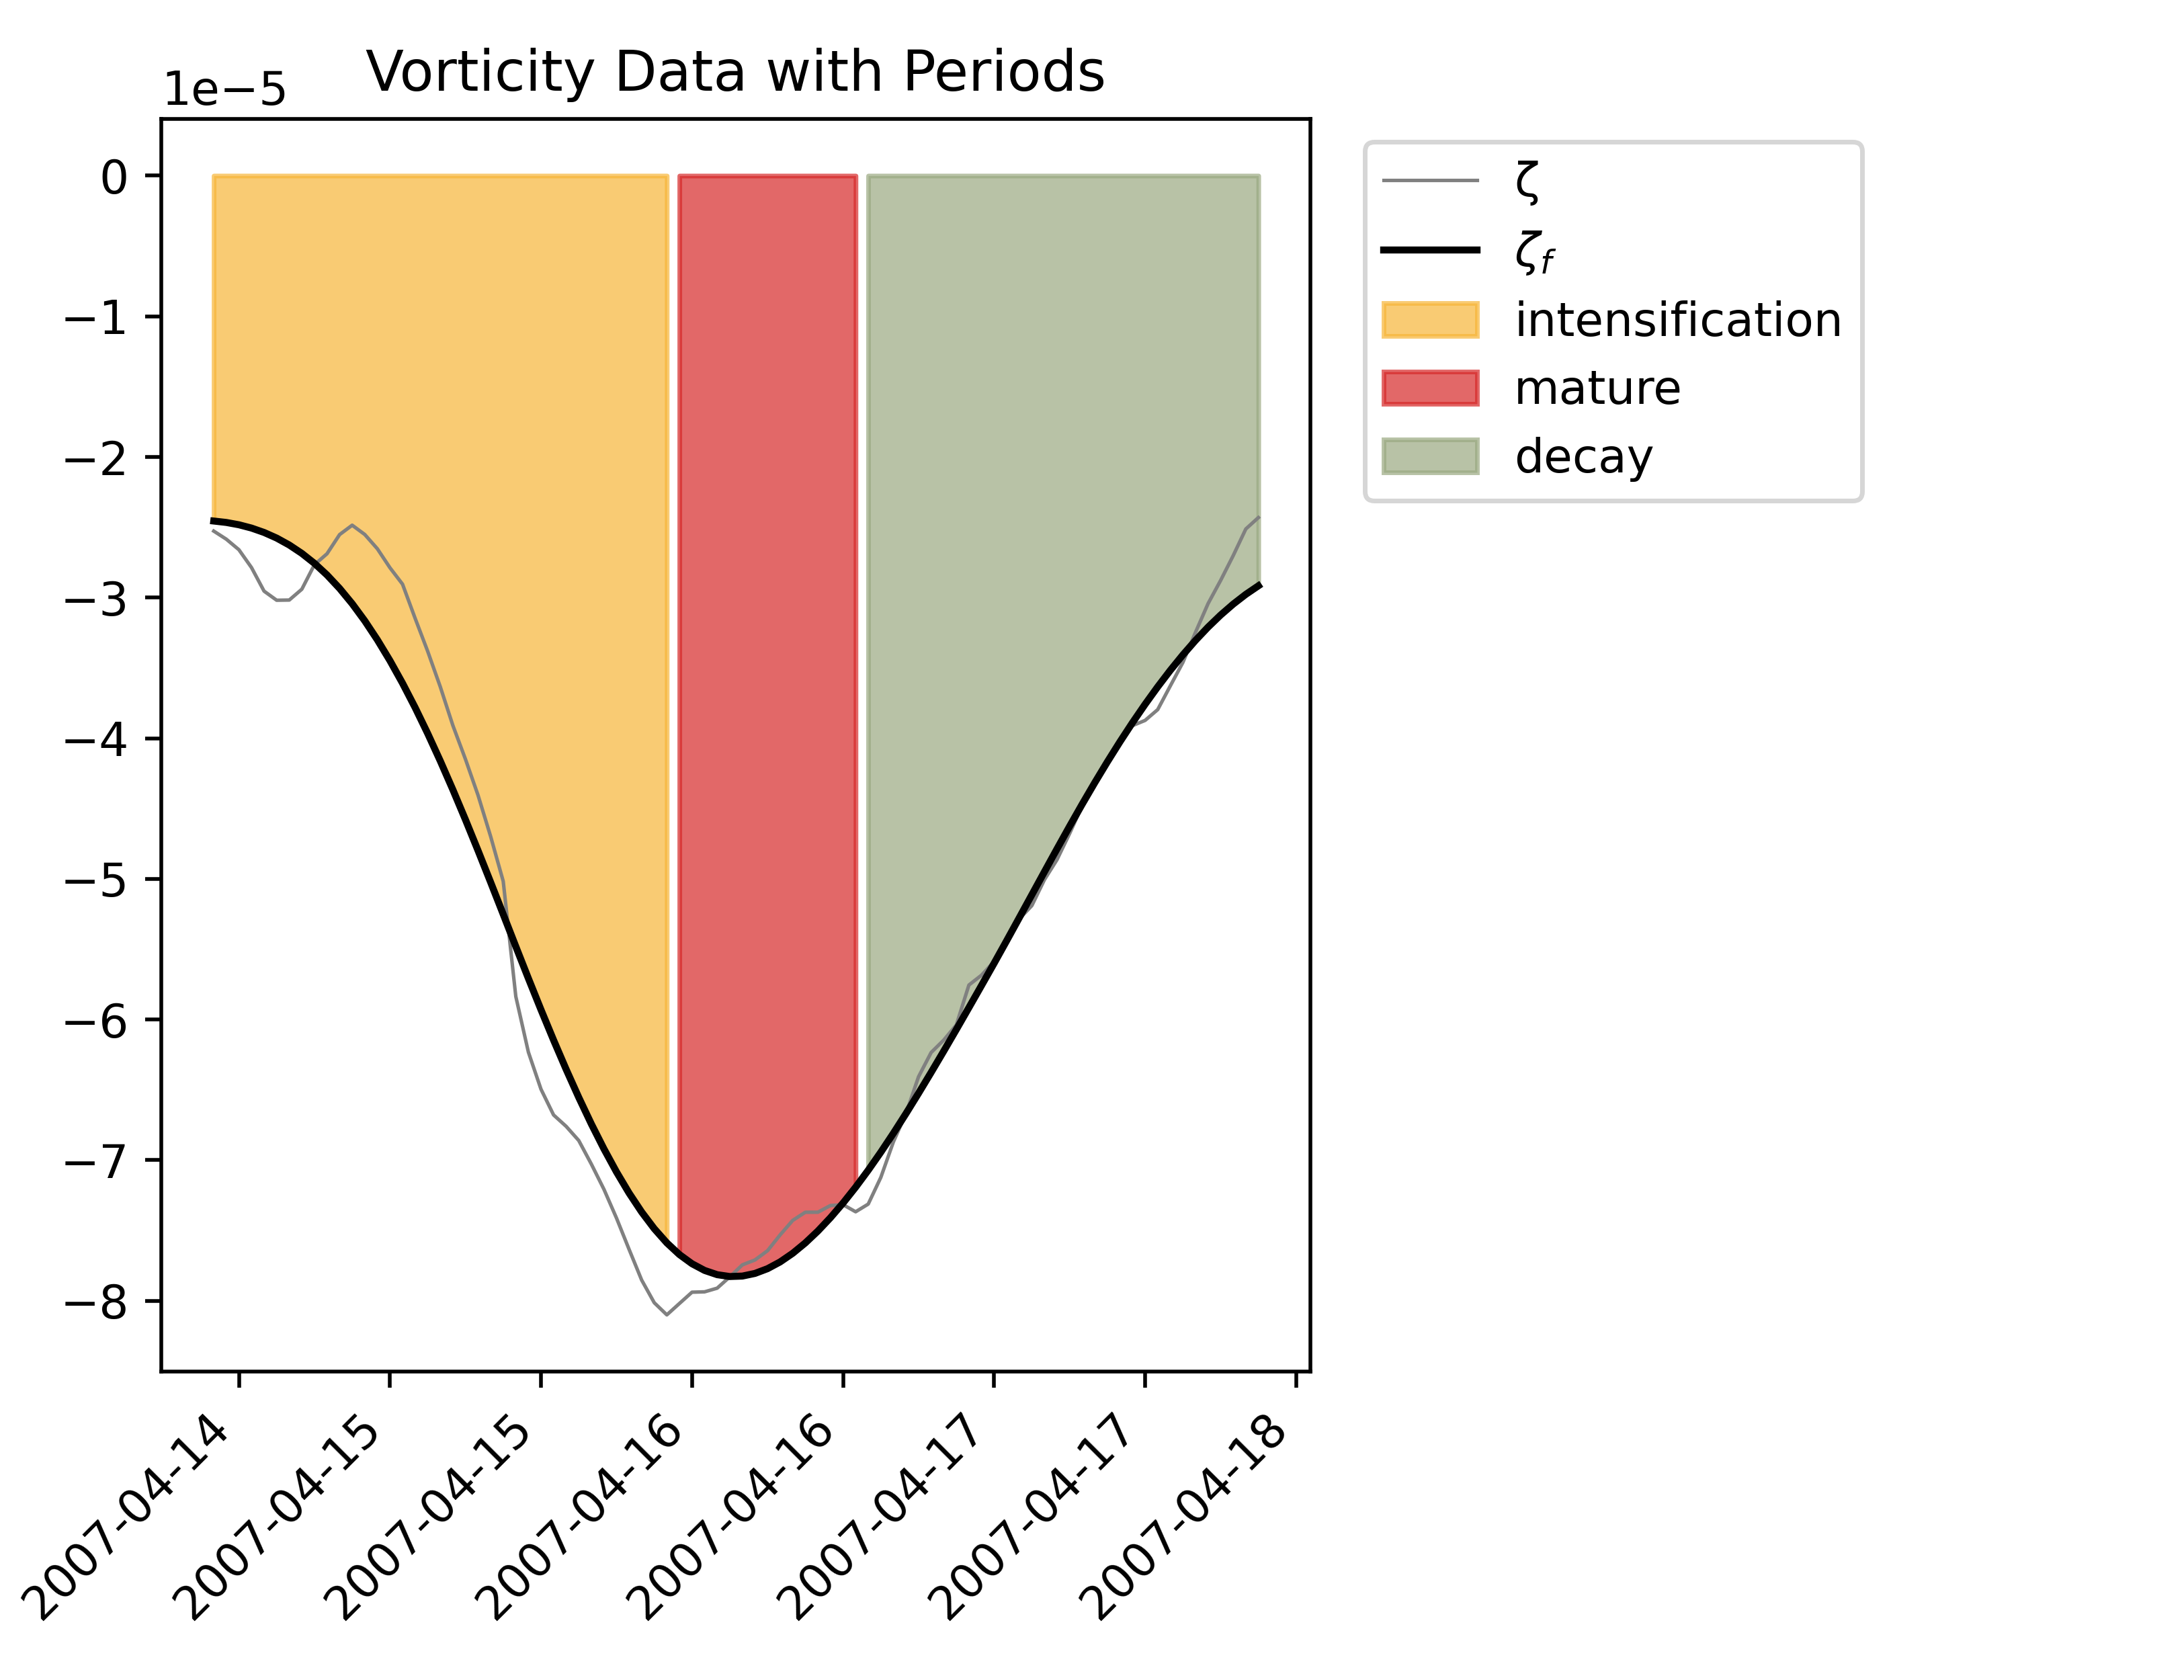 Vorticity Data with Periods
1e−5
0
−1
−2
−3
−4
−5
−6
−7
−8
2007-04-14
2007-04-15
2007-04-15
2007-04-16
2007-04-16
2007-04-17
2007-04-17
2007-04-18
ζ
ζf
intensification
mature
decay